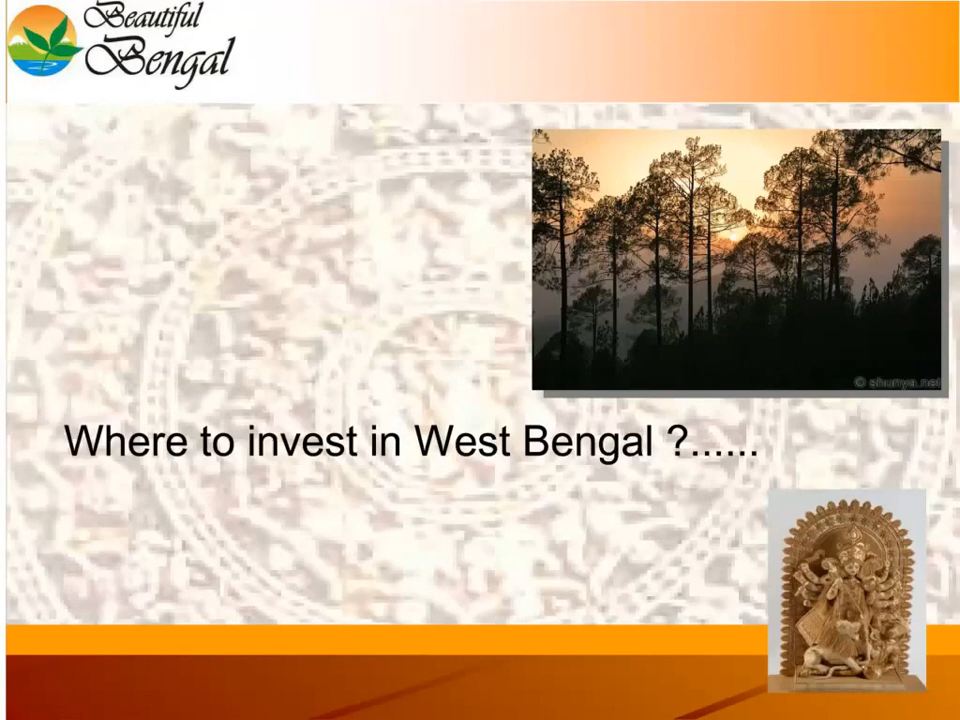 Beautiful
Bengal
© shunya.net
Where to invest in West Bengal ?......